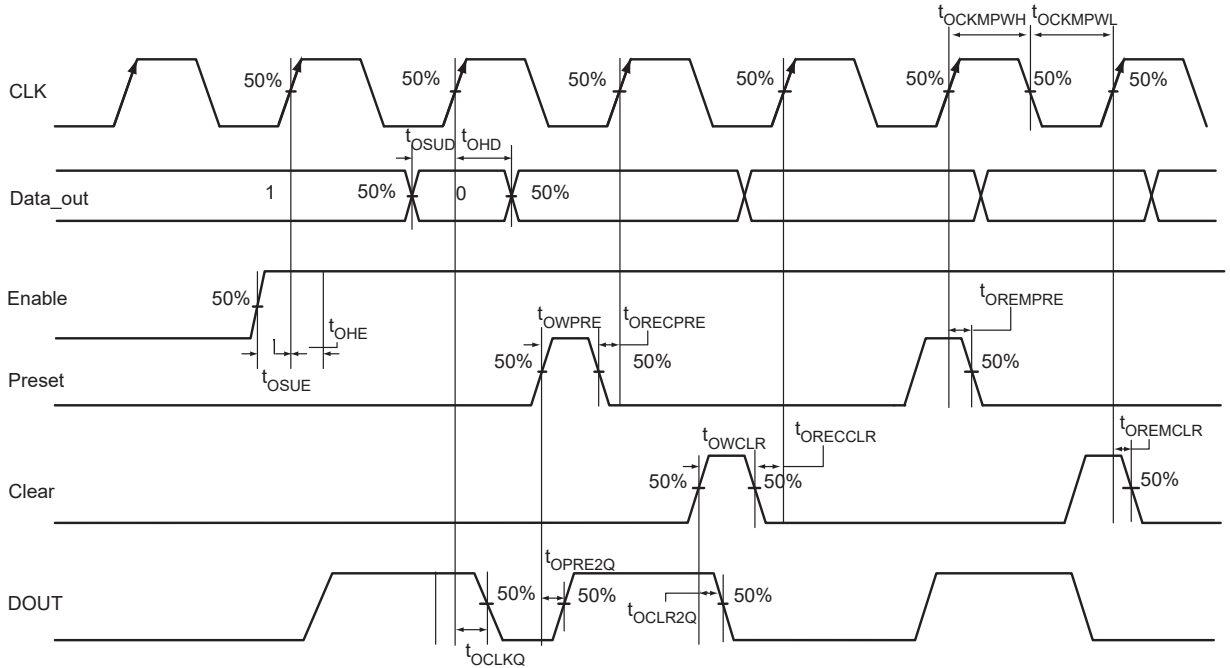 tOCKMPWH tOCKMPWL
CLK 50% 50% 50% 50% 50% 50% 50%
tOSUD tOHD
Data_out 1 50% 0 50%
Enable 50%
tOHE tOWPRE tORECPRE tOREMPRE
Preset tOSUE 50% 50% 50%
tOWCLR tORECCLR tOREMCLR
Clear 50% 50% 50%
tOPRE2Q
DOUT 50% 50% tOCLR2Q 50%
tOCLKQ